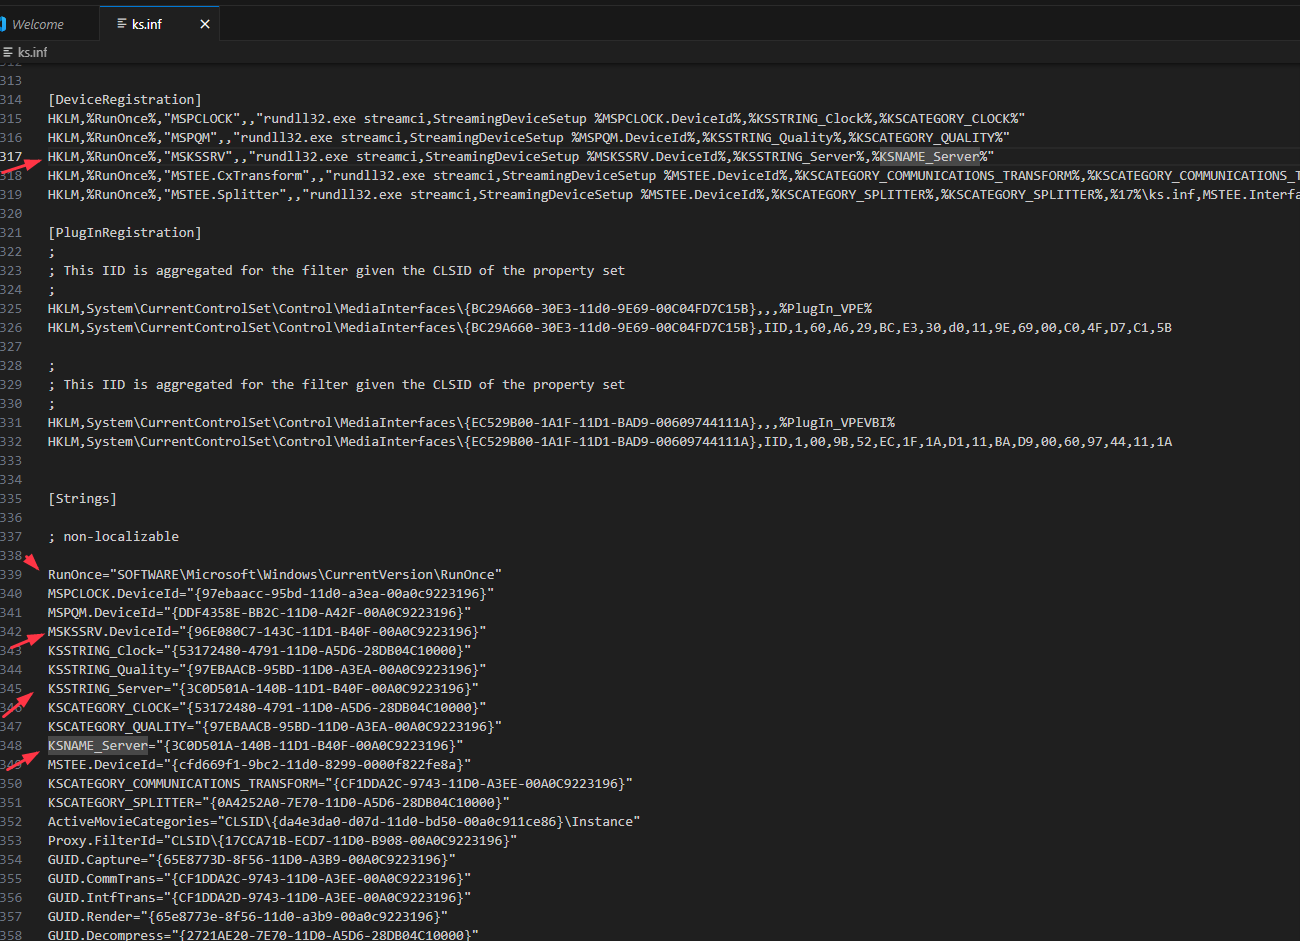 Welcome
ks.inf
ks.inf
312
313
314 [DeviceRegistration]
315 HKLM,%RunOnce%,"MSPCLOCK",,"rundll32.exe streamci,StreamingDeviceSetup %MSPCLOCK.DeviceId%,%KSSTRING_Clock%,%KSCATEGORY_CLOCK%"
316 HKLM,%RunOnce%,"MSPQM",,"rundll32.exe streamci,StreamingDeviceSetup %MSPQM.DeviceId%,%KSSTRING_Quality%,%KSCATEGORY_QUALITY%"
317 HKLM,%RunOnce%,"MSKSSRV",,"rundll32.exe streamci,StreamingDeviceSetup %MSKSSRV.DeviceId%,%KSSTRING_Server%,%KSNAME_Server%"
318 HKLM,%RunOnce%,"MSTEE.CxTransform",,"rundll32.exe streamci,StreamingDeviceSetup %MSTEE.DeviceId%,%KSCATEGORY_COMMUNICATIONS_TRANSFORM%,%KSCATEGORY_COMMUNICATIONS_T
319 HKLM,%RunOnce%,"MSTEE.Splitter",,"rundll32.exe streamci,StreamingDeviceSetup %MSTEE.DeviceId%,%KSCATEGORY_SPLITTER%,%KSCATEGORY_SPLITTER%,%17%\ks.inf,MSTEE.Interfa
320
321 [PlugInRegistration]
322 ;
323 ; This IID is aggregated for the filter given the CLSID of the property set
324 ;
325 HKLM,System\CurrentControlSet\Control\MediaInterfaces\{BC29A660-30E3-11d0-9E69-00C04FD7C15B},,,%PlugIn_VPE%
326 HKLM,System\CurrentControlSet\Control\MediaInterfaces\{BC29A660-30E3-11d0-9E69-00C04FD7C15B},IID,1,60,A6,29,BC,E3,30,d0,11,9E,69,00,C0,4F,D7,C1,5B
327
328 ;
329 ; This IID is aggregated for the filter given the CLSID of the property set
330 ;
331 HKLM,System\CurrentControlSet\Control\MediaInterfaces\{EC529B00-1A1F-11D1-BAD9-00609744111A},,,%PlugIn_VPEVBI%
332 HKLM,System\CurrentControlSet\Control\MediaInterfaces\{EC529B00-1A1F-11D1-BAD9-00609744111A},IID,1,00,9B,52,EC,1F,1A,D1,11,BA,D9,00,60,97,44,11,1A
333
334
335 [Strings]
336
337 ; non-localizable
338
339 RunOnce="SOFTWARE\Microsoft\Windows\CurrentVersion\RunOnce"
340 MSPCLOCK.DeviceId="{97ebaacc-95bd-11d0-a3ea-00a0c9223196}"
341 MSPQM.DeviceId="{DDF4358E-BB2C-11D0-A42F-00A0C9223196}"
342 MSKSSRV.DeviceId="{96E080C7-143C-11D1-B40F-00A0C9223196}"
343 KSSTRING_Clock="{53172480-4791-11D0-A5D6-28DB04C10000}"
344 KSSTRING_Quality="{97EBAACB-95BD-11D0-A3EA-00A0C9223196}"
345 KSSTRING_Server="{3C0D501A-140B-11D1-B40F-00A0C9223196}"
346 KSCATEGORY_CLOCK="{53172480-4791-11D0-A5D6-28DB04C10000}"
347 KSCATEGORY_QUALITY="{97EBAACB-95BD-11D0-A3EA-00A0C9223196}"
348 KSNAME_Server="{3C0D501A-140B-11D1-B40F-00A0C9223196}"
349 MSTEE.DeviceId="{cfd669f1-9bc2-11d0-8299-0000f822fe8a}"
350 KSCATEGORY_COMMUNICATIONS_TRANSFORM="{CF1DDA2C-9743-11D0-A3EE-00A0C9223196}"
351 KSCATEGORY_SPLITTER="{0A4252A0-7E70-11D0-A5D6-28DB04C10000}"
352 ActiveMovieCategories="CLSID\{da4e3da0-d07d-11d0-bd50-00a0c911ce86}\Instance"
353 Proxy.FilterId="CLSID\{17CCA71B-ECD7-11D0-B908-00A0C9223196}"
354 GUID.Capture="{65E8773D-8F56-11D0-A3B9-00A0C9223196}"
355 GUID.CommTrans="{CF1DDA2C-9743-11D0-A3EE-00A0C9223196}"
356 GUID.IntfTrans="{CF1DDA2D-9743-11D0-A3EE-00A0C9223196}"
357 GUID.Render="{65e8773e-8f56-11d0-a3b9-00a0c9223196}"
358 GUID.Decompress="{2721AE20-7E70-11D0-A5D6-28DB04C10000}"